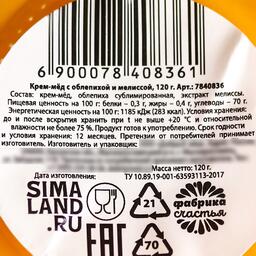 6 900078 408361
Крем-мёд с облепихой и мелиссой, 120 г. Арт.: 7840836
Состав: крем-мёд, облепиха сублимированная, экстракт мелиссы.
Пищевая ценность на 100 г: белки – 0,3 г, жиры – 0,4 г, углеводы – 70 г.
Энергетическая ценность на 100 г: 1185 кДж (283 ккал). Условия хранения:
до и после вскрытия хранить при t не выше +20 °С и относительной
влажности не более 75 %. Продукт готов к употреблению. Срок годности
и условия хранения: 12 месяцев. Претензии от потребителей принимает
изготовитель. Изготовитель и упаковщик:
Масса нетто: 120 г.
SIMA
LAND
.RU
21
фабрика
счастья
EAC
70
ТУ 10.89.19-001-63593113-2017